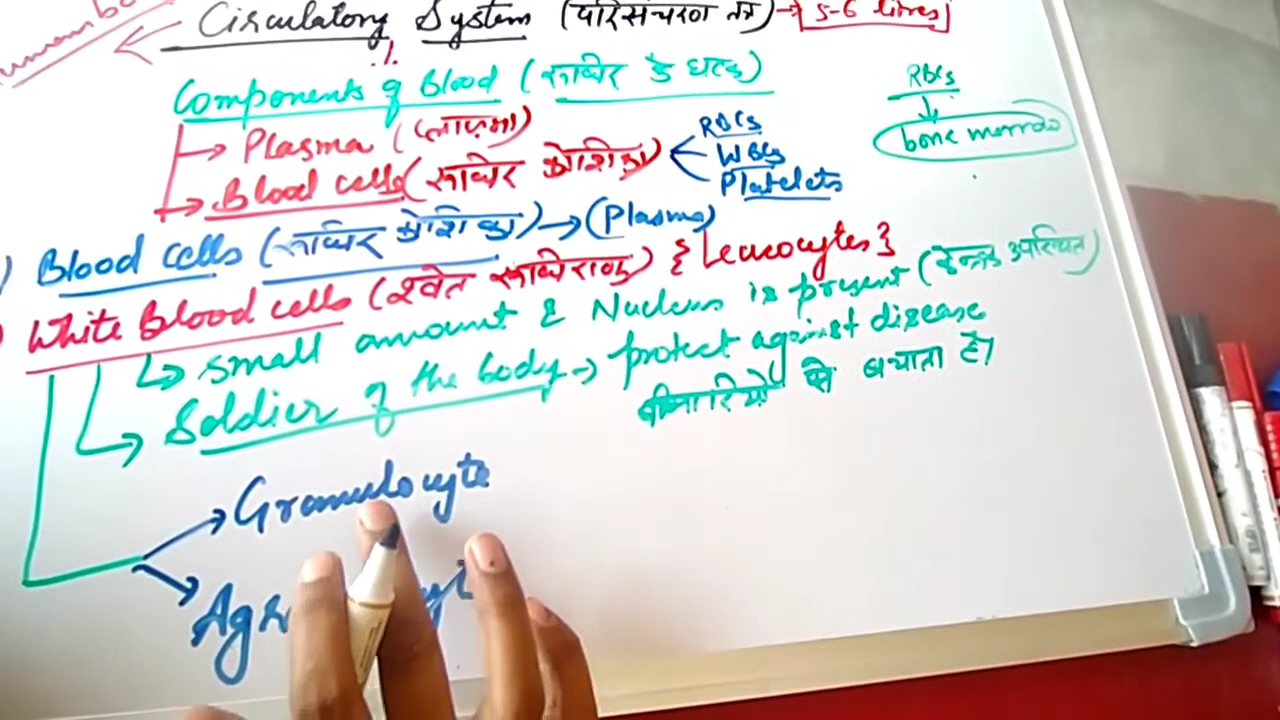 Circulatory System (परिसंचरण तंत्र) → 5-6 litres
Components of Blood (रूधिर के घटक)
→ Plasma (प्लाज्मा)
→ Blood cells (रूधिर कोशिका)
RBCs
WBCs
Platelets
RBCs
↓
bone
Blood cells (रूधिर कोशिका) → (Plasma)
White Blood cells (श्वेत रूधिराणु) { Leucocytes }
→ Small amount & Nucleus is present (केन्द्रक उपस्थित)
→ Soldier of the body → protect against disease
बीमारियों से बचाता है।
→ Granulocyte